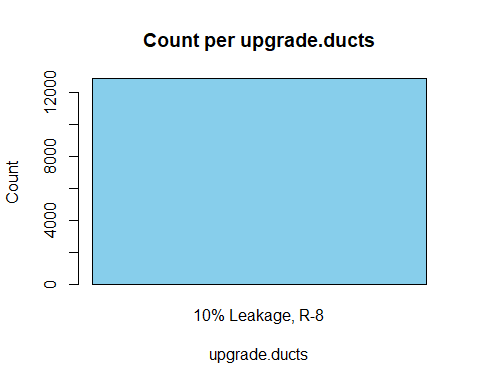 Count per upgrade.ducts
Count
12000
8000
4000
0
10% Leakage, R-8
upgrade.ducts